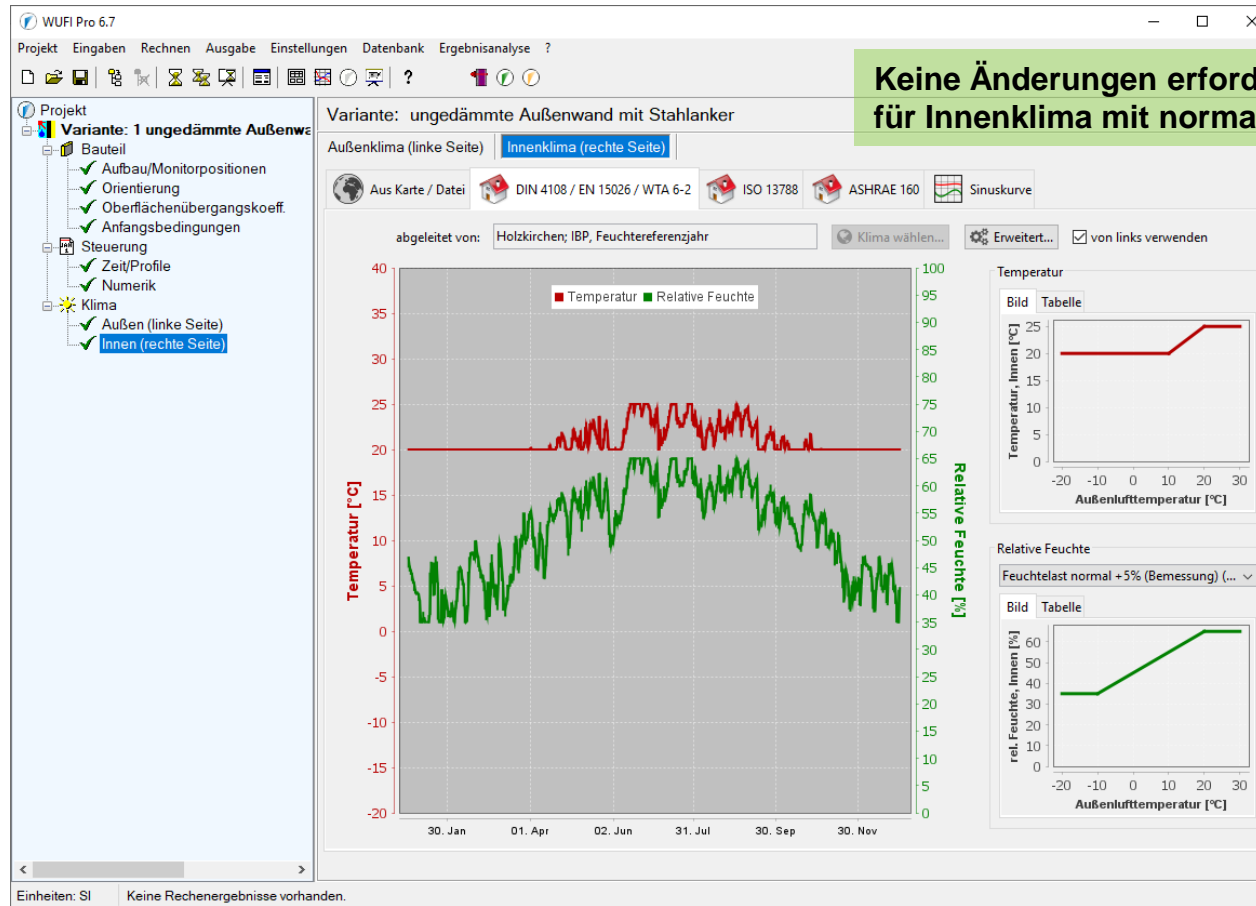 WUFI Pro 6.7
Projekt Eingaben Rechnen Ausgabe Einstellungen Datenbank Ergebnisanalyse ?
Keine Änderungen erford
für Innenklima mit norma
Projekt
Variante: 1 ungedämmte Außenwa
Bauteil
Aufbau/Monitorpositionen
Orientierung
Oberflächenübergangskoeff.
Anfangsbedingungen
Steuerung
Zeit/Profile
Numerik
Klima
Außen (linke Seite)
Innen (rechte Seite)
Variante: ungedämmte Außenwand mit Stahlanker
Außenklima (linke Seite) Innenklima (rechte Seite)
Aus Karte / Datei DIN 4108 / EN 15026 / WTA 6-2 ISO 13788 ASHRAE 160 Sinuskurve
abgeleitet von: Holzkirchen; IBP, Feuchtereferenzjahr Klima wählen... Erweitert... von links verwenden
Temperatur Relative Feuchte
Temperatur [°C]
40
35
30
25
20
15
10
5
0
-5
-10
-15
-20
100
95
90
85
80
75
70
65
60
55
50
45
40
35
30
25
20
15
10
5
0
Relative Feuchte [%]
30. Jan 01. Apr 02. Jun 31. Jul 30. Sep 30. Nov
Temperatur
Bild Tabelle
Temperatur, Innen [°C]
25
20
15
10
5
0
-20 -10 0 10 20 30
Außenlufttemperatur [°C]
Relative Feuchte
Feuchtelast normal +5% (Bemessung) (...
Bild Tabelle
rel. Feuchte, Innen [%]
60
50
40
30
20
10
0
-20 -10 0 10 20 30
Außenlufttemperatur [°C]
Einheiten: SI Keine Rechenergebnisse vorhanden.